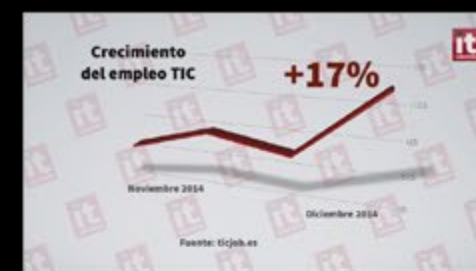 Crecimiento
del empleo TIC
+17%
it
Noviembre 2014
Diciembre 2014
Fuente: ticjob.es